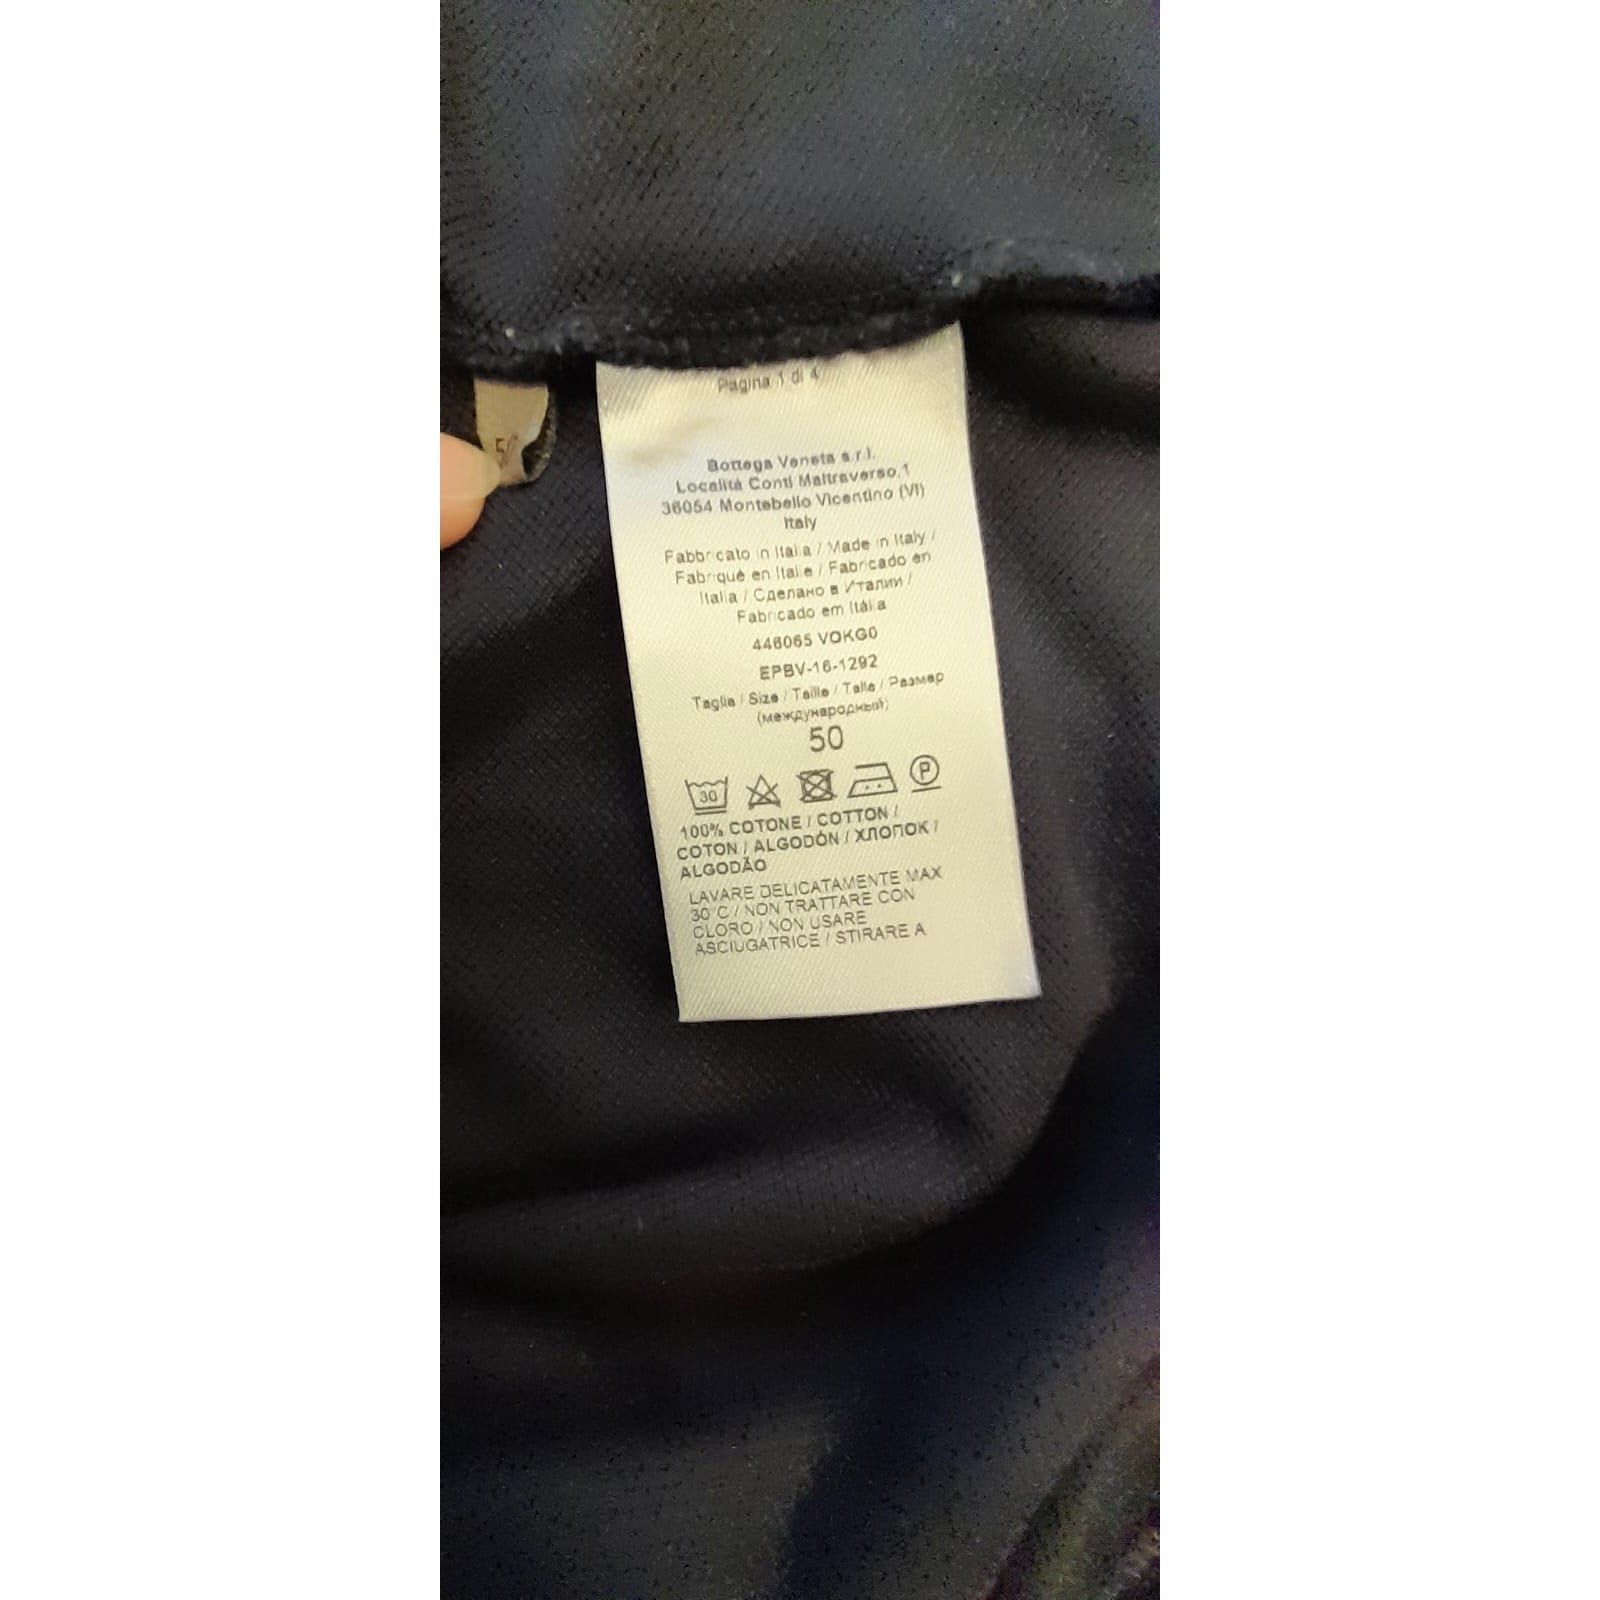 Pagina 1 di 4
50
Bottega Veneta s.r.l.
Località Conti Maltraverso,1
36054 Montebello Vicentino (VI)
Italy
Fabbricato in Italia / Made in Italy /
Fabriqué en Italie / Fabricado en
Italia / Сделано в Италии /
Fabricado em Itália
446065 VOKG0
EPBV-16-1292
Taglia / Size / Taille / Talla / Размер
(международный)
50
30
P
100% COTONE / COTTON /
COTON / ALGODÓN / ХЛОПОК /
ALGODÃO
LAVARE DELICATAMENTE MAX
30°C / NON TRATTARE CON
CLORO / NON USARE
ASCIUGATRICE / STIRARE A